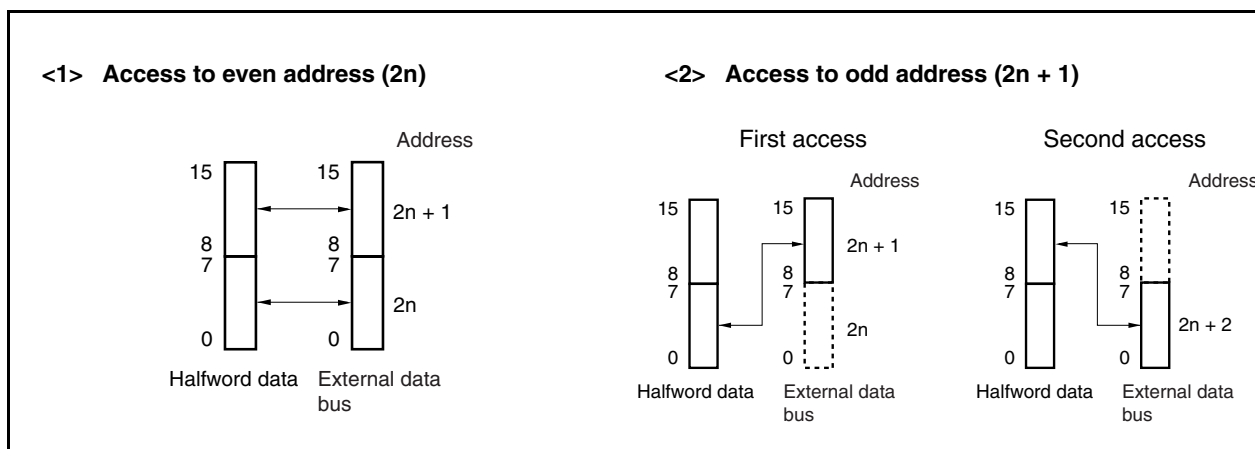 <1> Access to even address (2n)
Address
15
15
2n + 1
8
8
7
7
2n
0
0
Halfword data
External data
bus
<2> Access to odd address (2n + 1)
First access
Address
15
15
2n + 1
8
8
7
7
2n
0
0
Halfword data
External data
bus
Second access
Address
15
15
8
8
7
7
2n + 2
0
0
Halfword data
External data
bus